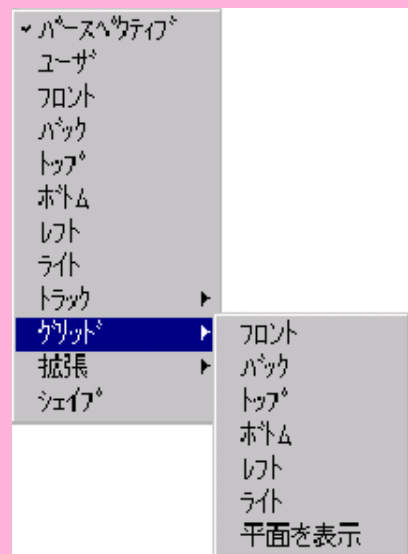 ﾊﾟｰｽﾍﾟｸﾃｨﾌﾞ
ﾕｰｻﾞ
ﾌﾛﾝﾄ
ﾊﾞｯｸ
ﾄｯﾌﾟ
ﾎﾞﾄﾑ
ﾚﾌﾄ
ﾗｲﾄ
ﾄﾗｯｸ
ｸﾞﾘｯﾄﾞ
拡張
ｼｪｲﾌﾟ
ﾌﾛﾝﾄ
ﾊﾞｯｸ
ﾄｯﾌﾟ
ﾎﾞﾄﾑ
ﾚﾌﾄ
ﾗｲﾄ
平面を表示